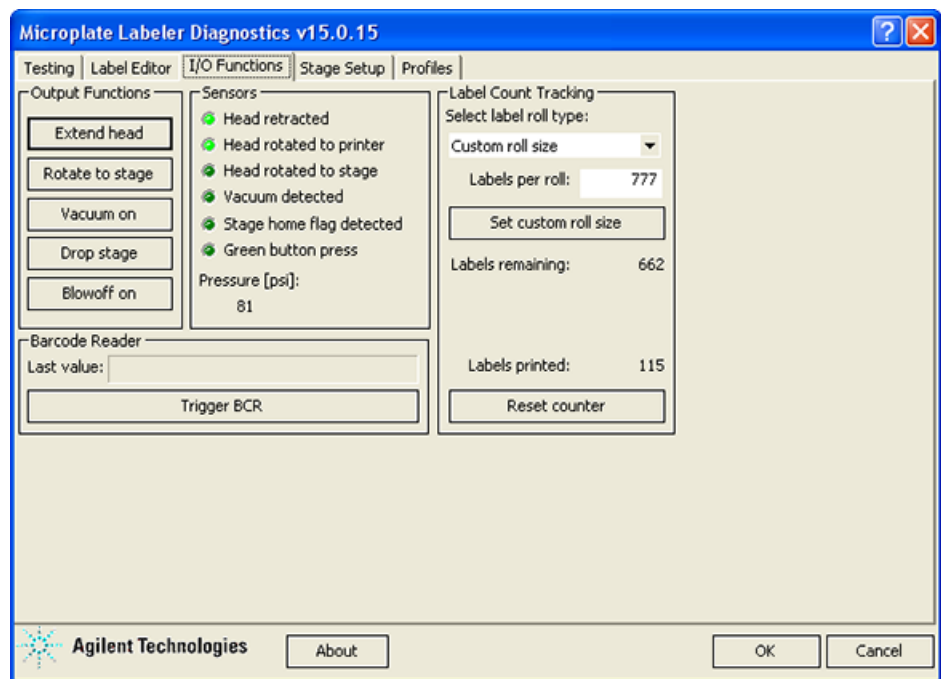 Microplate Labeler Diagnostics v15.0.15
Testing Label Editor I/O Functions Stage Setup Profiles
Output Functions
Extend head
Rotate to stage
Vacuum on
Drop stage
Blowoff on
Sensors
Head retracted
Head rotated to printer
Head rotated to stage
Vacuum detected
Stage home flag detected
Green button press
Pressure [psi]:
81
Label Count Tracking
Select label roll type:
Custom roll size
Labels per roll: 777
Set custom roll size
Labels remaining: 662
Labels printed: 115
Reset counter
Barcode Reader
Last value:
Trigger BCR
Agilent Technologies
About
OK
Cancel